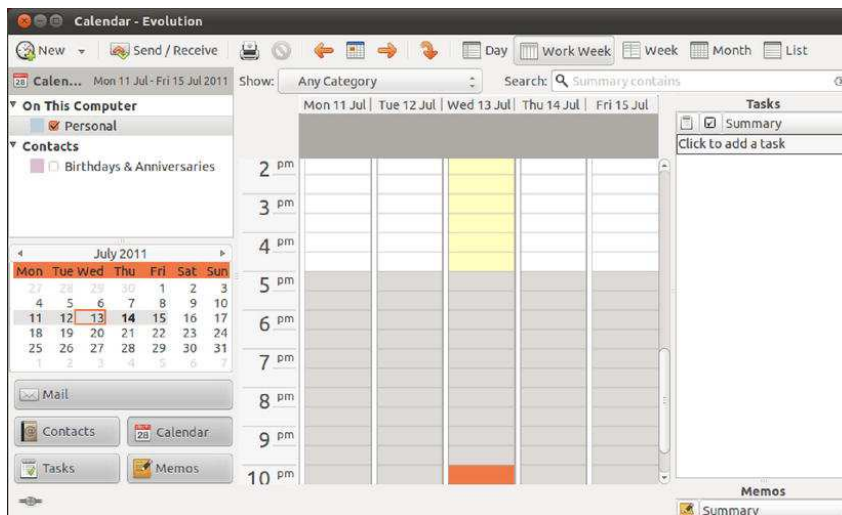 Calendar - Evolution
New Send / Receive Day Work Week Week Month List
28 Calen... Mon 11 Jul - Fri 15 Jul 2011 Show: Any Category Search: Summary contains
On This Computer
Personal
Contacts
Birthdays & Anniversaries
July 2011
Mon Tue Wed Thu Fri Sat Sun
27 28 29 30 1 2 3
4 5 6 7 8 9 10
11 12 13 14 15 16 17
18 19 20 21 22 23 24
25 26 27 28 29 30 31
1 2 3 4 5 6 7
Mail
Contacts 28 Calendar
Tasks Memos
Mon 11 Jul Tue 12 Jul Wed 13 Jul Thu 14 Jul Fri 15 Jul
2 pm
3 pm
4 pm
5 pm
6 pm
7 pm
8 pm
9 pm
10 pm
Tasks
Summary
Click to add a task
Memos
Summary